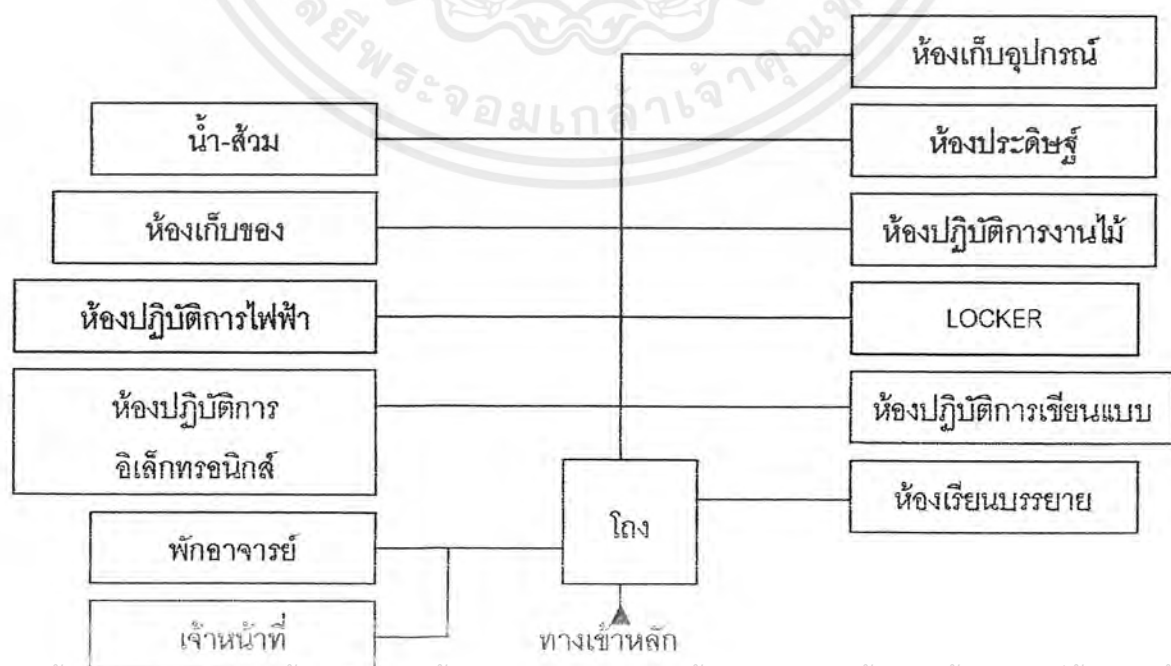 ห้องเก็บอุปกรณ์
น้ำ-ส้วม
ห้องประดิษฐ์
ห้องเก็บของ
ห้องปฏิบัติการงานไม้
ห้องปฏิบัติการไฟฟ้า
LOCKER
ห้องปฏิบัติการ
อิเล็กทรอนิกส์
ห้องปฏิบัติการเขียนแบบ
ห้องเรียนบรรยาย
โถง
พักอาจารย์
เจ้าหน้าที่
ทางเข้าหลัก